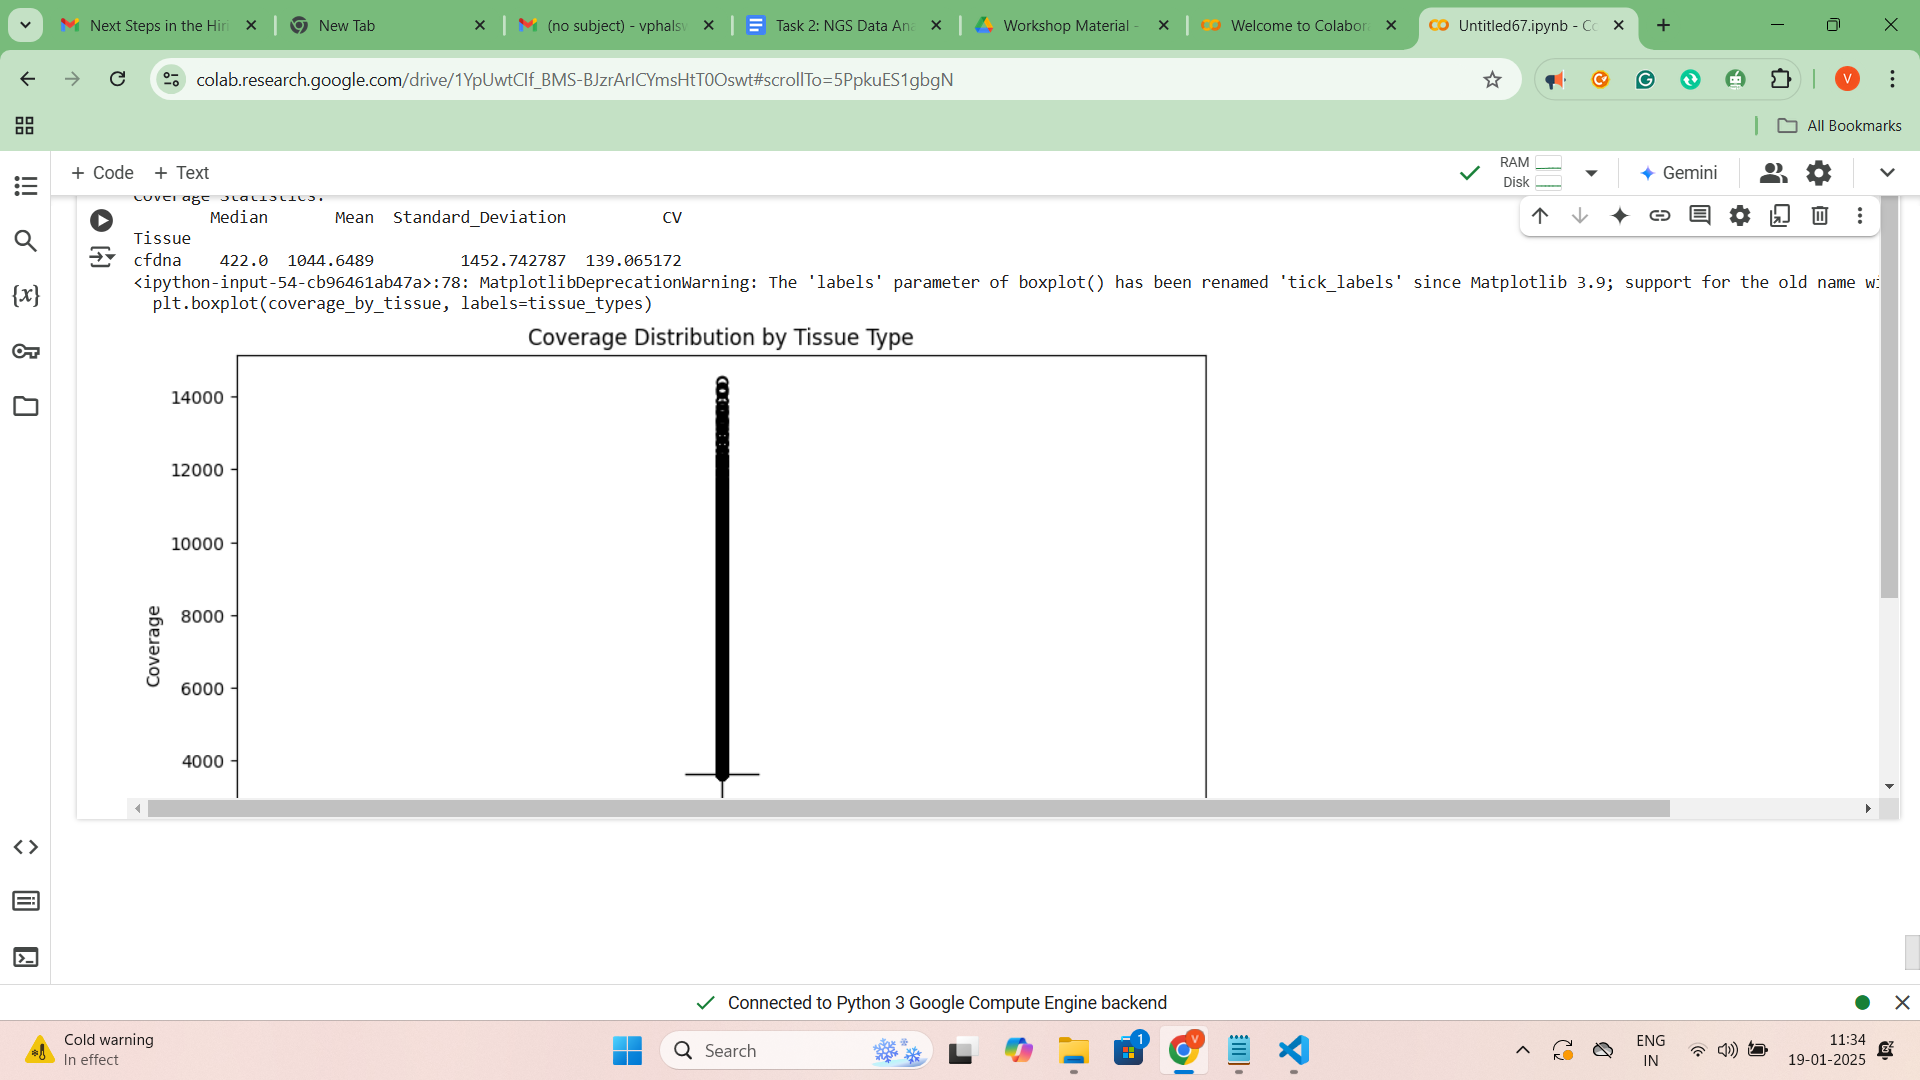 Next Steps in the Hiri
New Tab
(no subject) - vphalsw
Task 2: NGS Data Ana
Workshop Material -
Welcome to Colabor
Untitled67.ipynb - Co
colab.research.google.com/drive/1YpUwtCIf_BMS-BJzrArICYmsHtT0Oswt#scrollTo=5PpkuES1gbgN
V
All Bookmarks
+ Code + Text
RAM
Disk
Gemini
Coverage Statistics:
Median Mean Standard_Deviation CV
Tissue
cfdna 422.0 1044.6489 1452.742787 139.065172
<ipython-input-54-cb96461ab47a>:78: MatplotlibDeprecationWarning: The 'labels' parameter of boxplot() has been renamed 'tick_labels' since Matplotlib 3.9; support for the old name wi
plt.boxplot(coverage_by_tissue, labels=tissue_types)
Coverage Distribution by Tissue Type
14000
12000
10000
8000
6000
4000
Coverage
{x}
Connected to Python 3 Google Compute Engine backend
Cold warning
In effect
Search
1
V
ENG
IN
11:34
19-01-2025